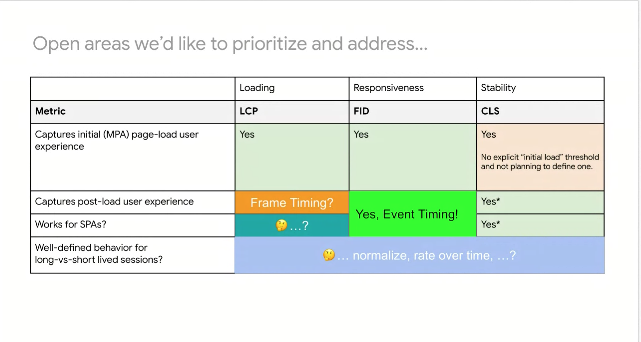 Open areas we'd like to prioritize and address...
Loading Responsiveness Stability
Metric LCP FID CLS
Captures initial (MPA) page-load user Yes Yes Yes
experience
No explicit "initial load" threshold
and not planning to define one.
Captures post-load user experience Frame Timing? Yes, Event Timing! Yes*
Works for SPAs? 🤔...? Yes*
Well-defined behavior for
long-vs-short lived sessions? 🤔... normalize, rate over time, ...?